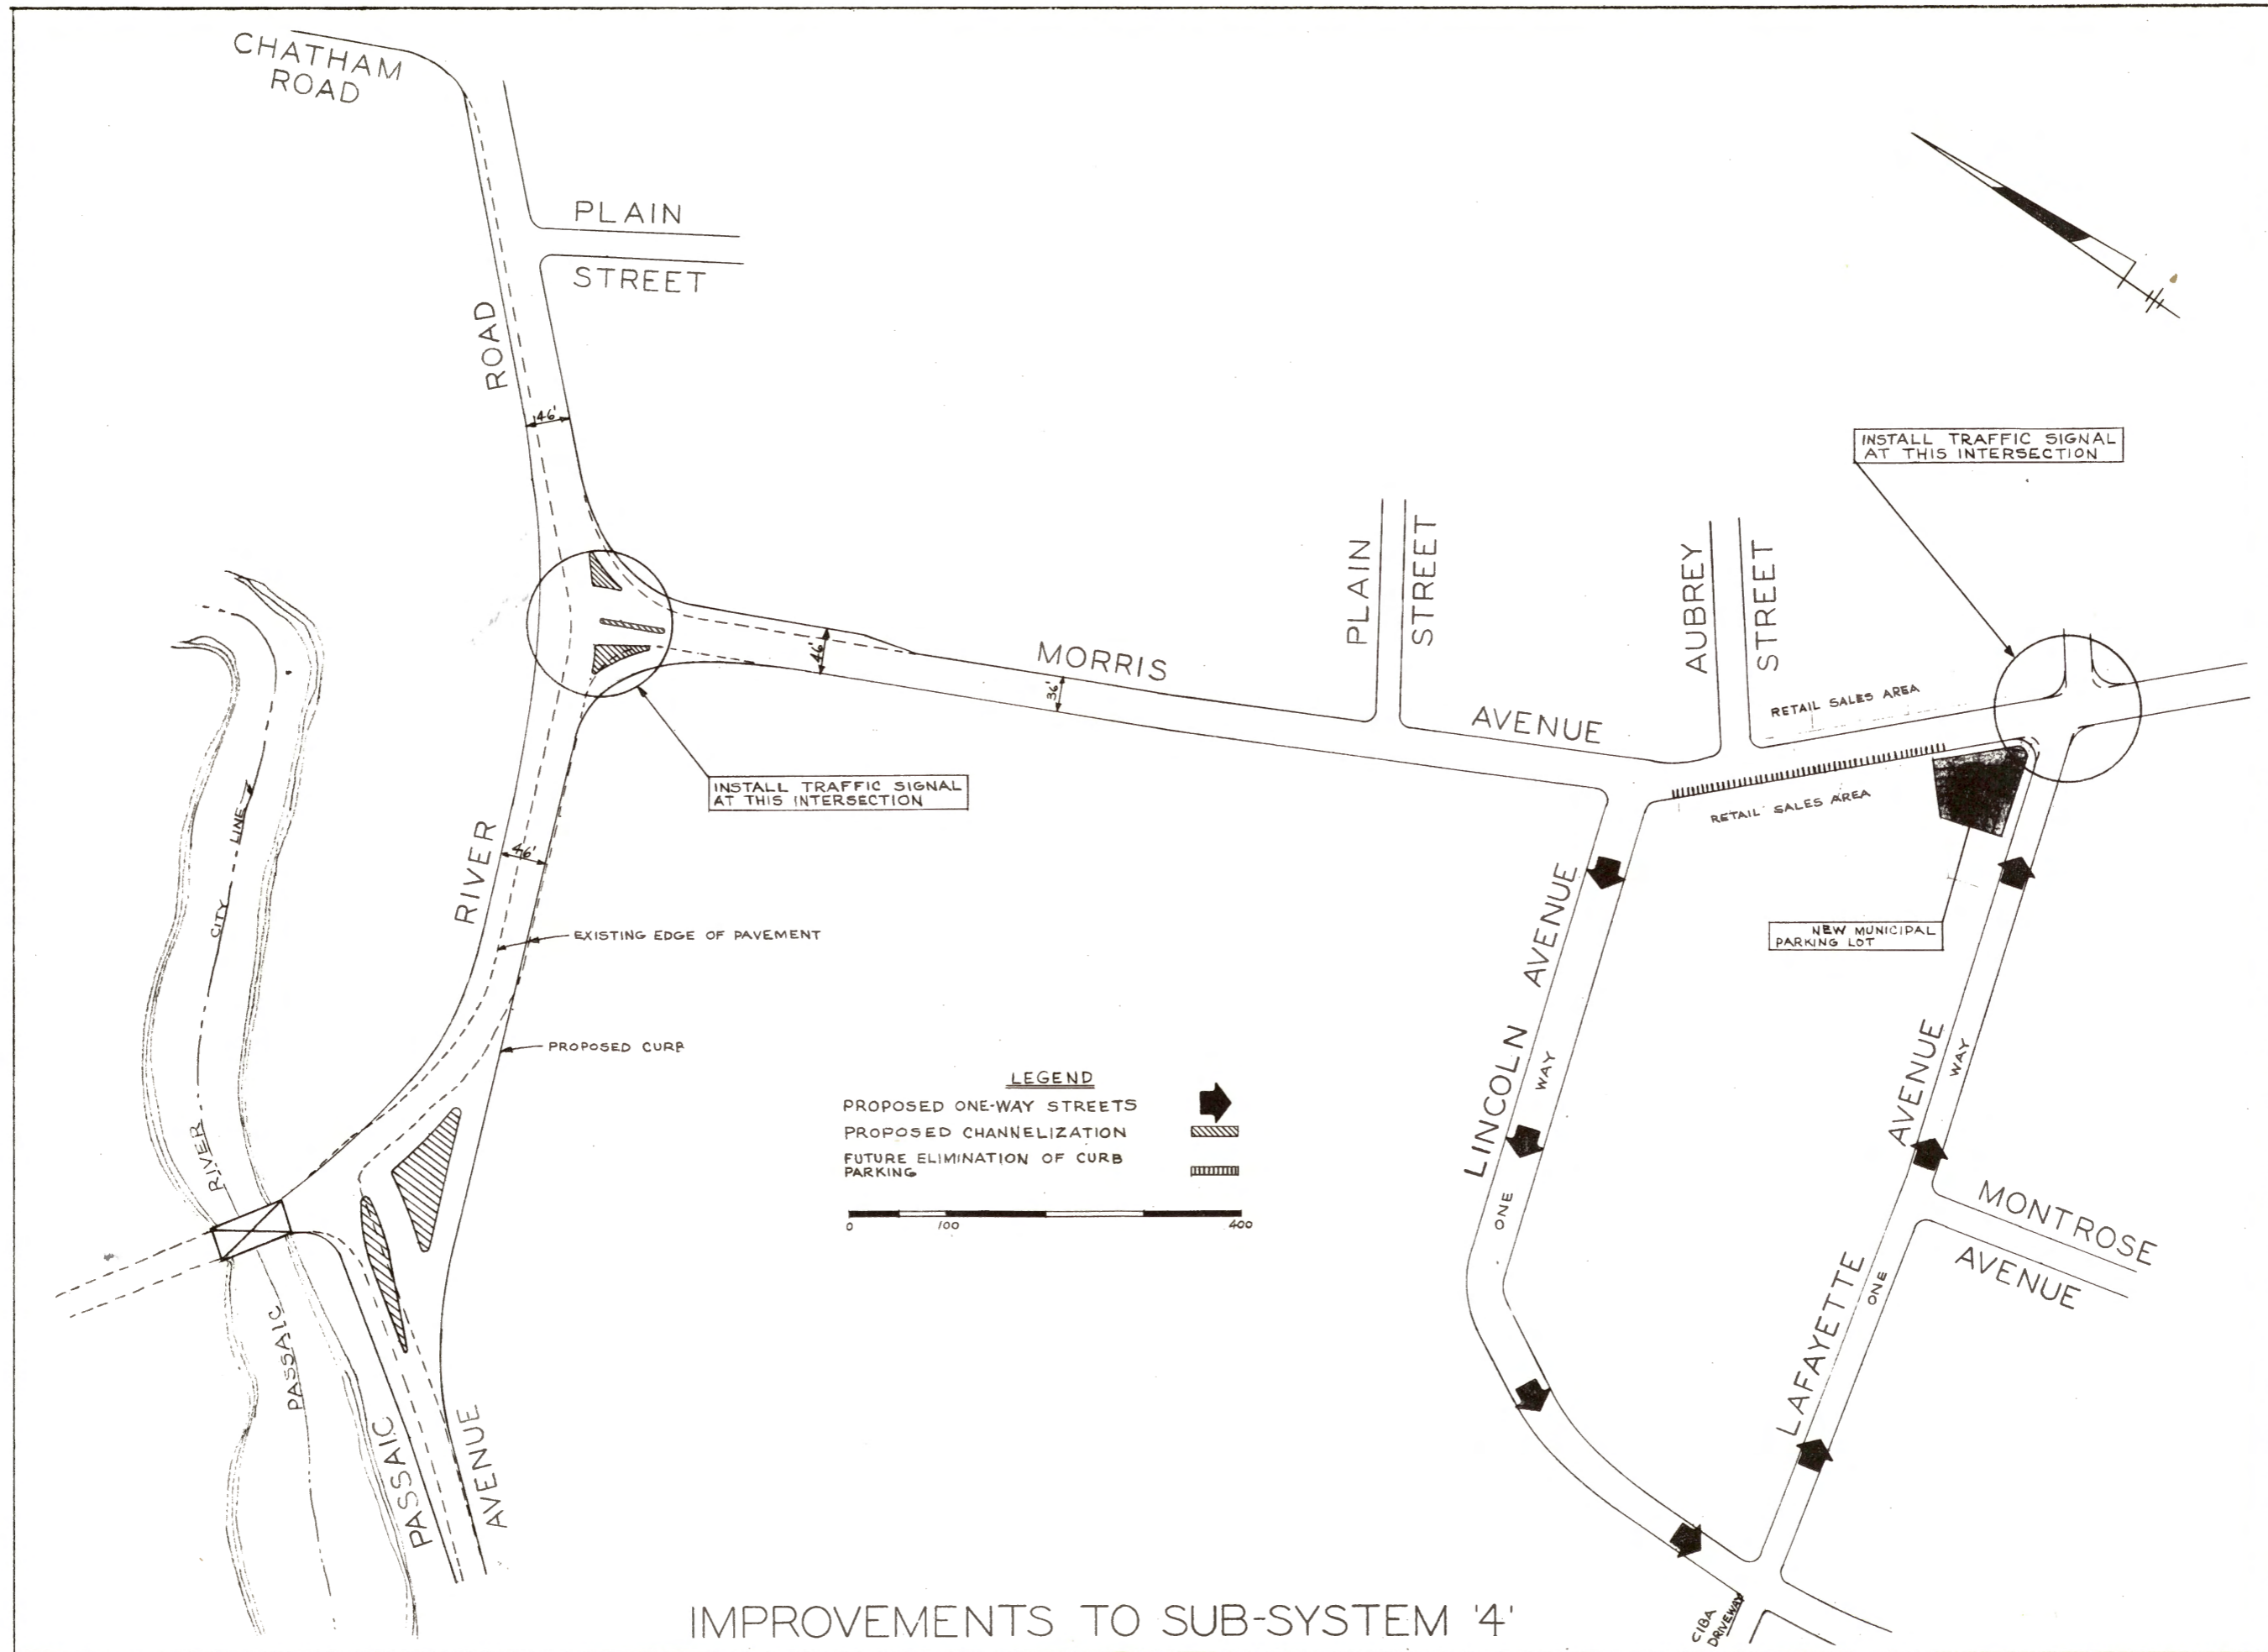 CHATHAM
ROAD
PLAIN
STREET
ROAD
46'
INSTALL TRAFFIC SIGNAL
AT THIS INTERSECTION
PLAIN
STREET
AUBREY
STREET
MORRIS
AVENUE
46'
36'
RETAIL SALES AREA
RETAIL SALES AREA
INSTALL TRAFFIC SIGNAL
AT THIS INTERSECTION
RIVER
46'
CITY LINE
EXISTING EDGE OF PAVEMENT
PROPOSED CURB
NEW MUNICIPAL
PARKING LOT
LINCOLN AVENUE
ONE WAY
LAFAYETTE AVENUE
ONE WAY
MONTROSE
AVENUE
LEGEND
PROPOSED ONE-WAY STREETS
PROPOSED CHANNELIZATION
FUTURE ELIMINATION OF CURB
PARKING
0 100 400
PASSAIC RIVER
PASSAIC
AVENUE
CIBA
DRIVEWAY
IMPROVEMENTS TO SUB-SYSTEM '4'